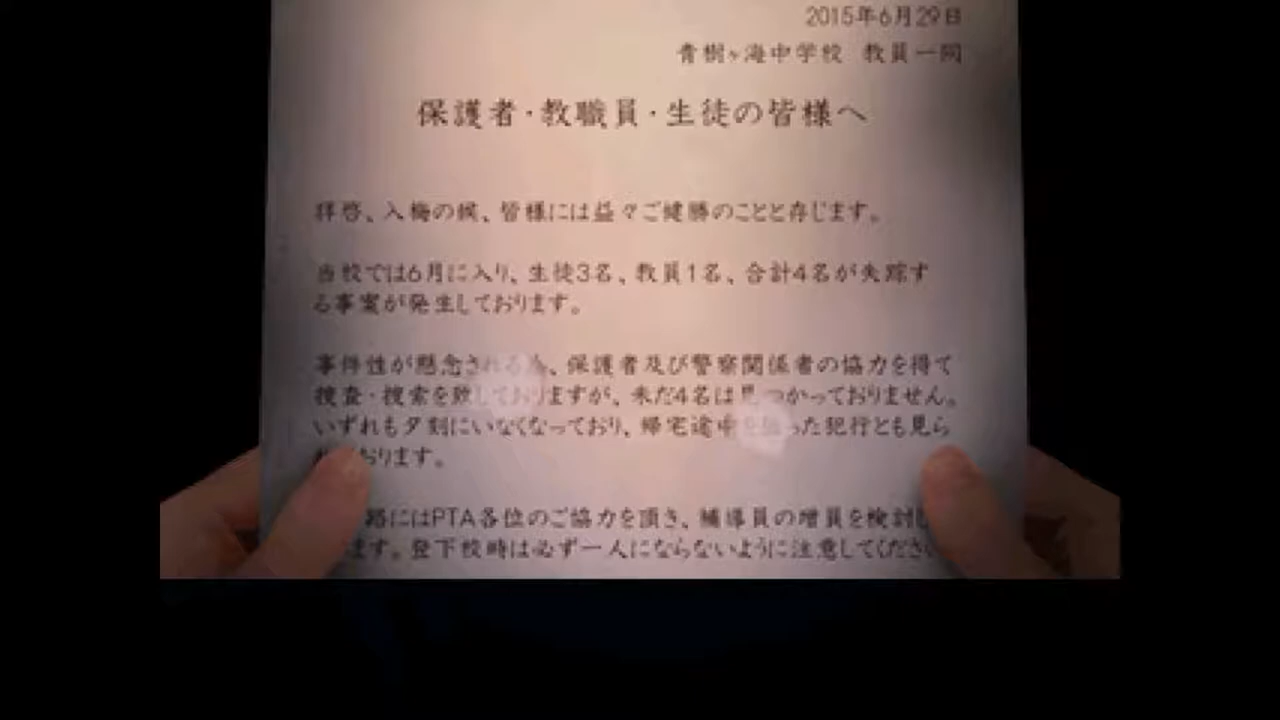 2015年6月29日
青樹ヶ海中学校 教員一同
保護者・教職員・生徒の皆様へ
拝啓、入梅の候、皆様には益々ご健勝のことと存じます。
当校では6月に入り、生徒3名、教員1名、合計4名が失踪す
る事案が発生しております。
事件性が懸念される為、保護者及び警察関係者の協力を得て
捜査・捜索を致しておりますが、未だ4名は見つかっておりません。
いずれも夕刻にいなくなっており、帰宅途中を狙った犯行とも見ら
れております。
路にはPTA各位のご協力を頂き、補導員の増員を検討し
ます。登下校時は必ず一人にならないように注意してくださ